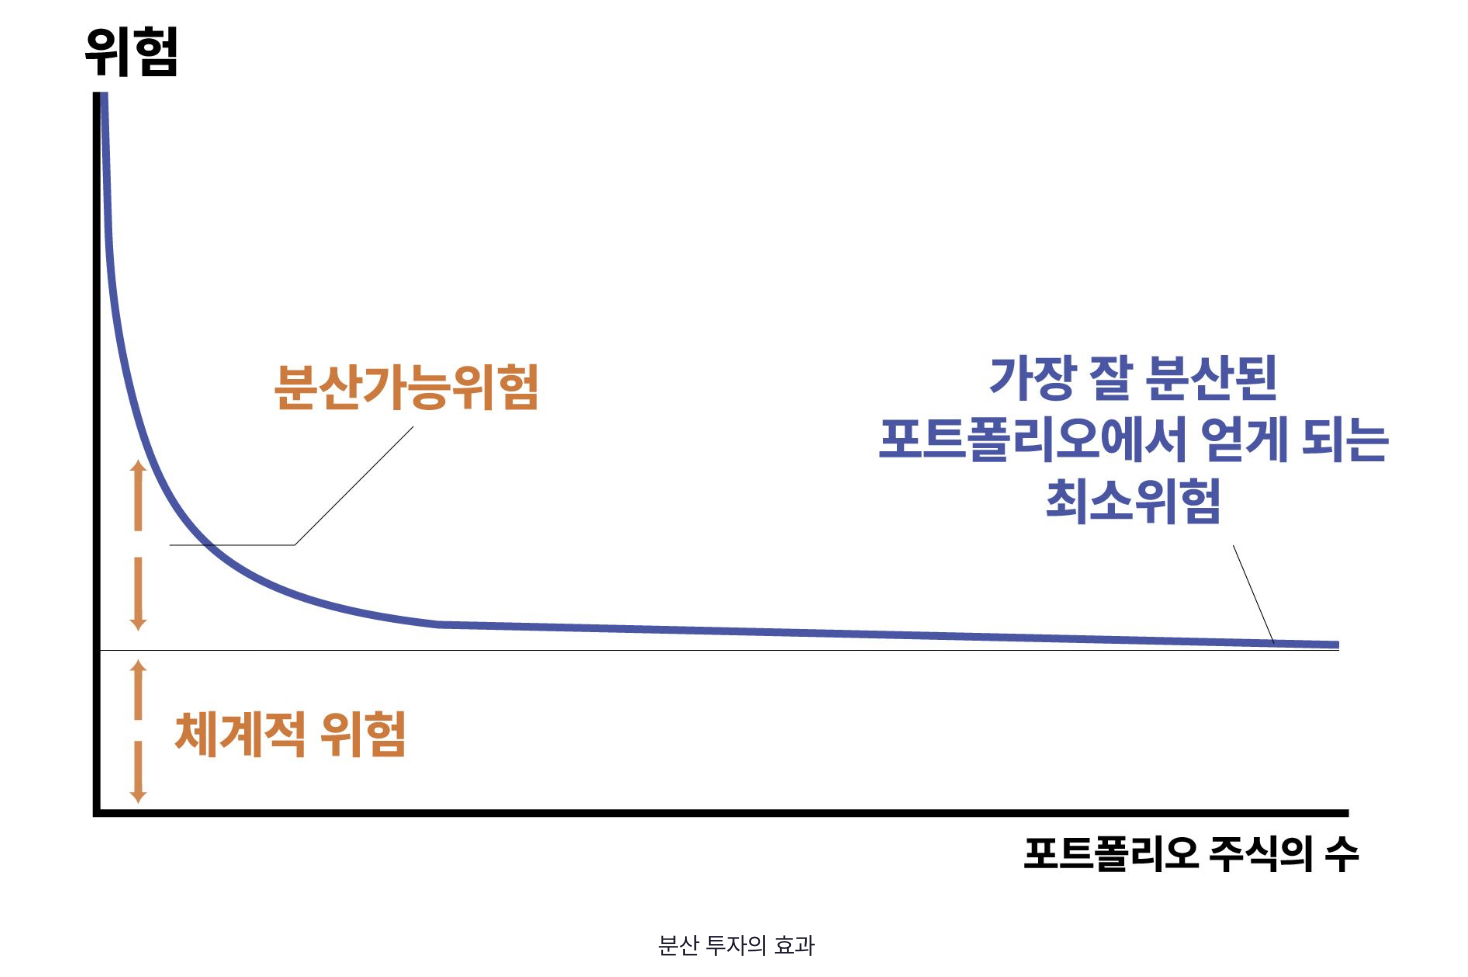 위험
분산가능위험
가장 잘 분산된
포트폴리오에서 얻게 되는
최소위험
체계적 위험
포트폴리오 주식의 수
분산 투자의 효과